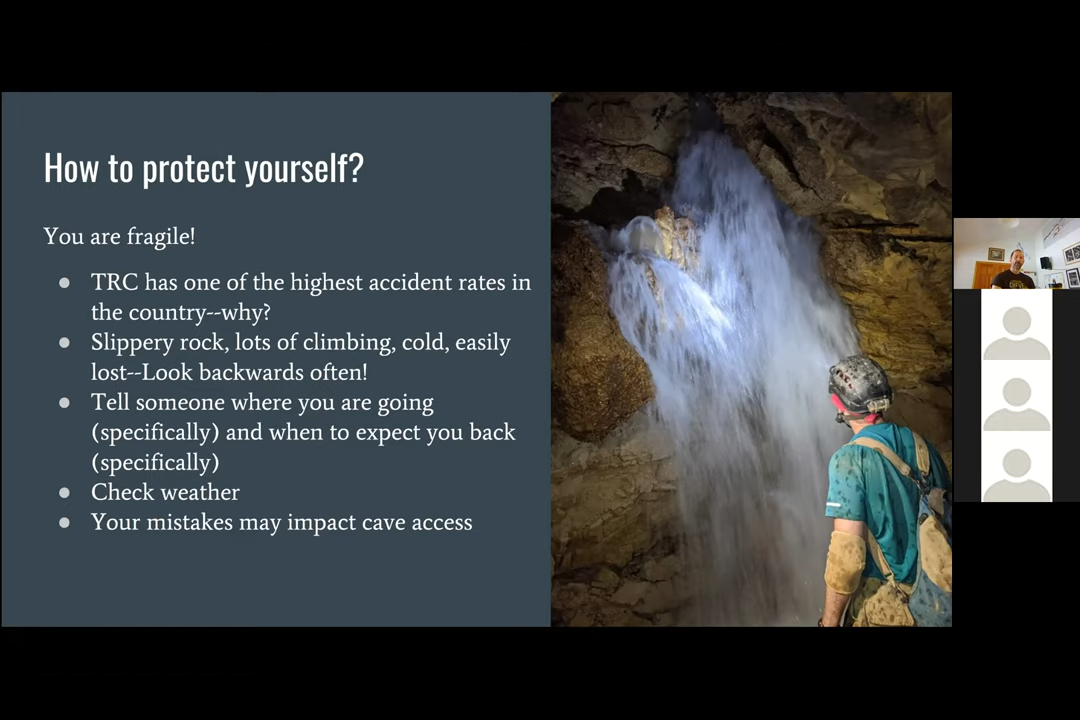 How to protect yourself?
You are fragile!
● TRC has one of the highest accident rates in
the country--why?
● Slippery rock, lots of climbing, cold, easily
lost--Look backwards often!
● Tell someone where you are going
(specifically) and when to expect you back
(specifically)
● Check weather
● Your mistakes may impact cave access